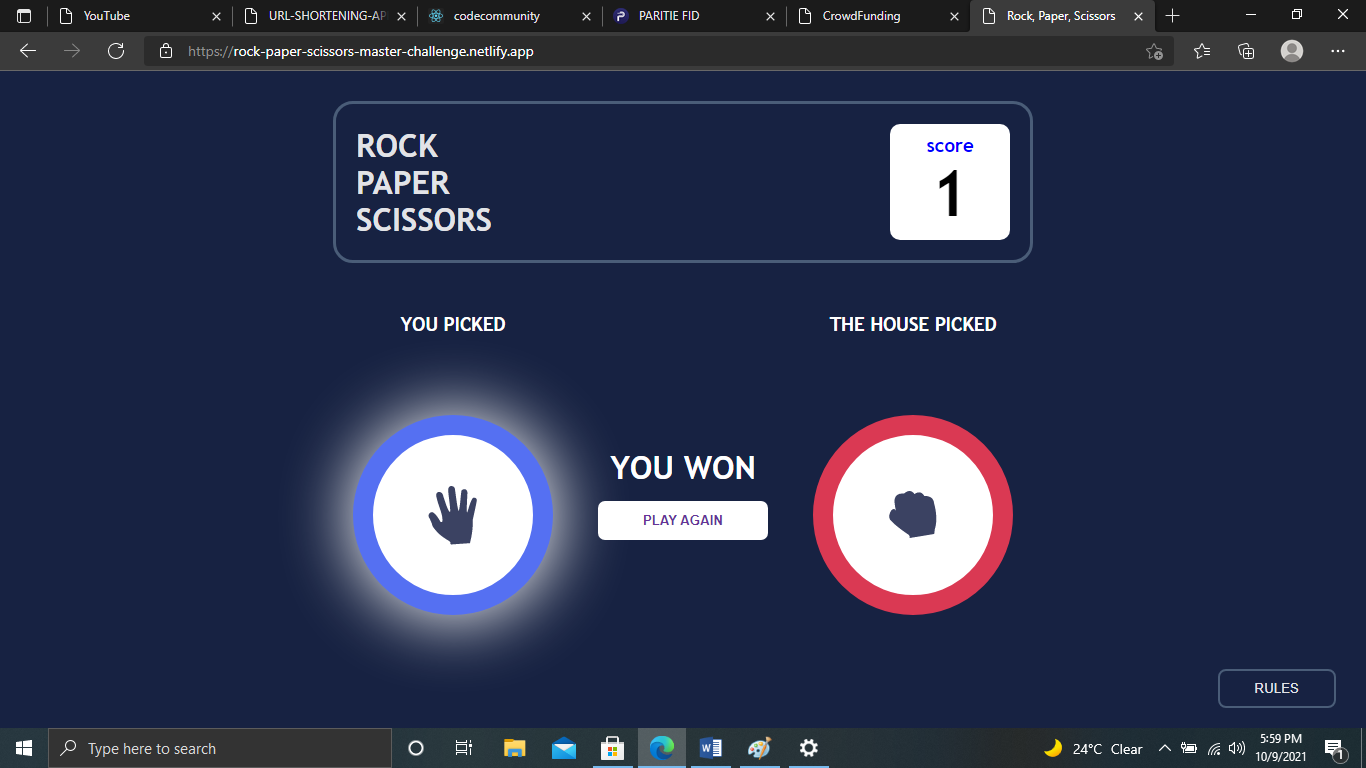 YouTube
URL-SHORTENING-AP
codecommunity
PARITIE FID
CrowdFunding
Rock, Paper, Scissors
https://rock-paper-scissors-master-challenge.netlify.app
ROCK
PAPER
SCISSORS
score
1
YOU PICKED
THE HOUSE PICKED
YOU WON
PLAY AGAIN
RULES
Type here to search
24°C Clear
5:59 PM
10/9/2021
1